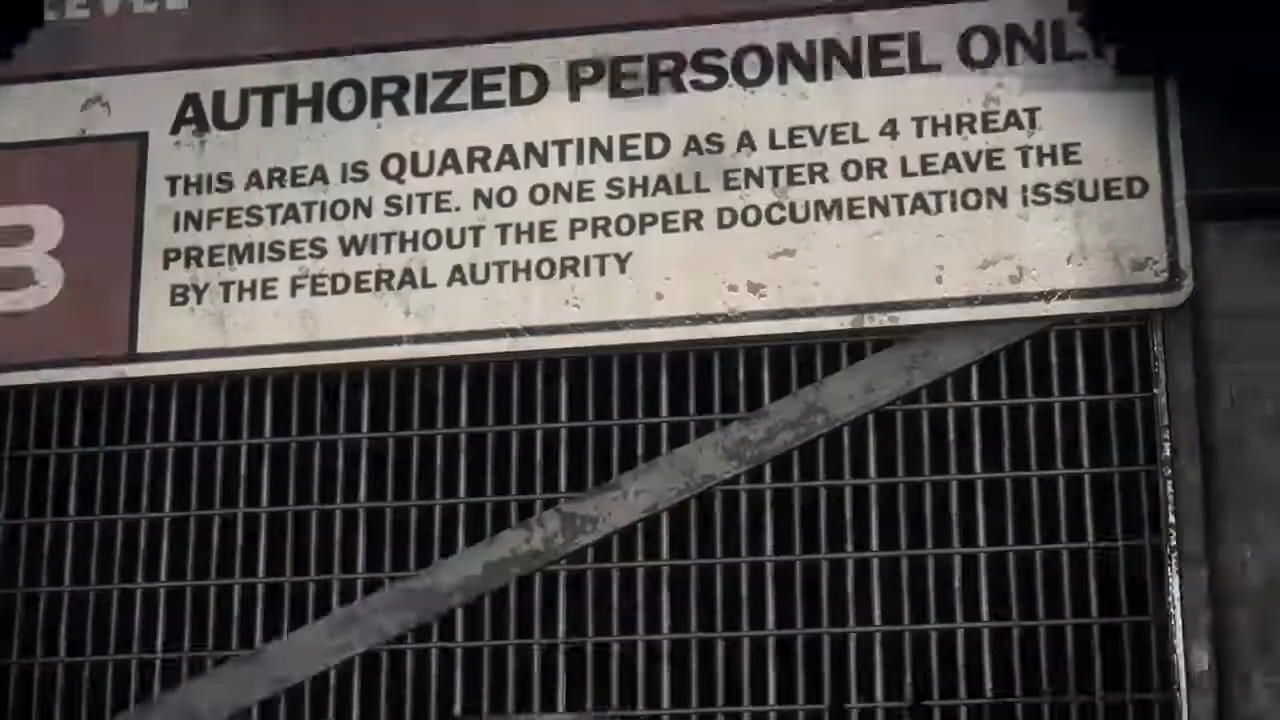 LEVEL
AUTHORIZED PERSONNEL ONLY
THIS AREA IS QUARANTINED AS A LEVEL 4 THREAT
INFESTATION SITE. NO ONE SHALL ENTER OR LEAVE THE
PREMISES WITHOUT THE PROPER DOCUMENTATION ISSUED
BY THE FEDERAL AUTHORITY